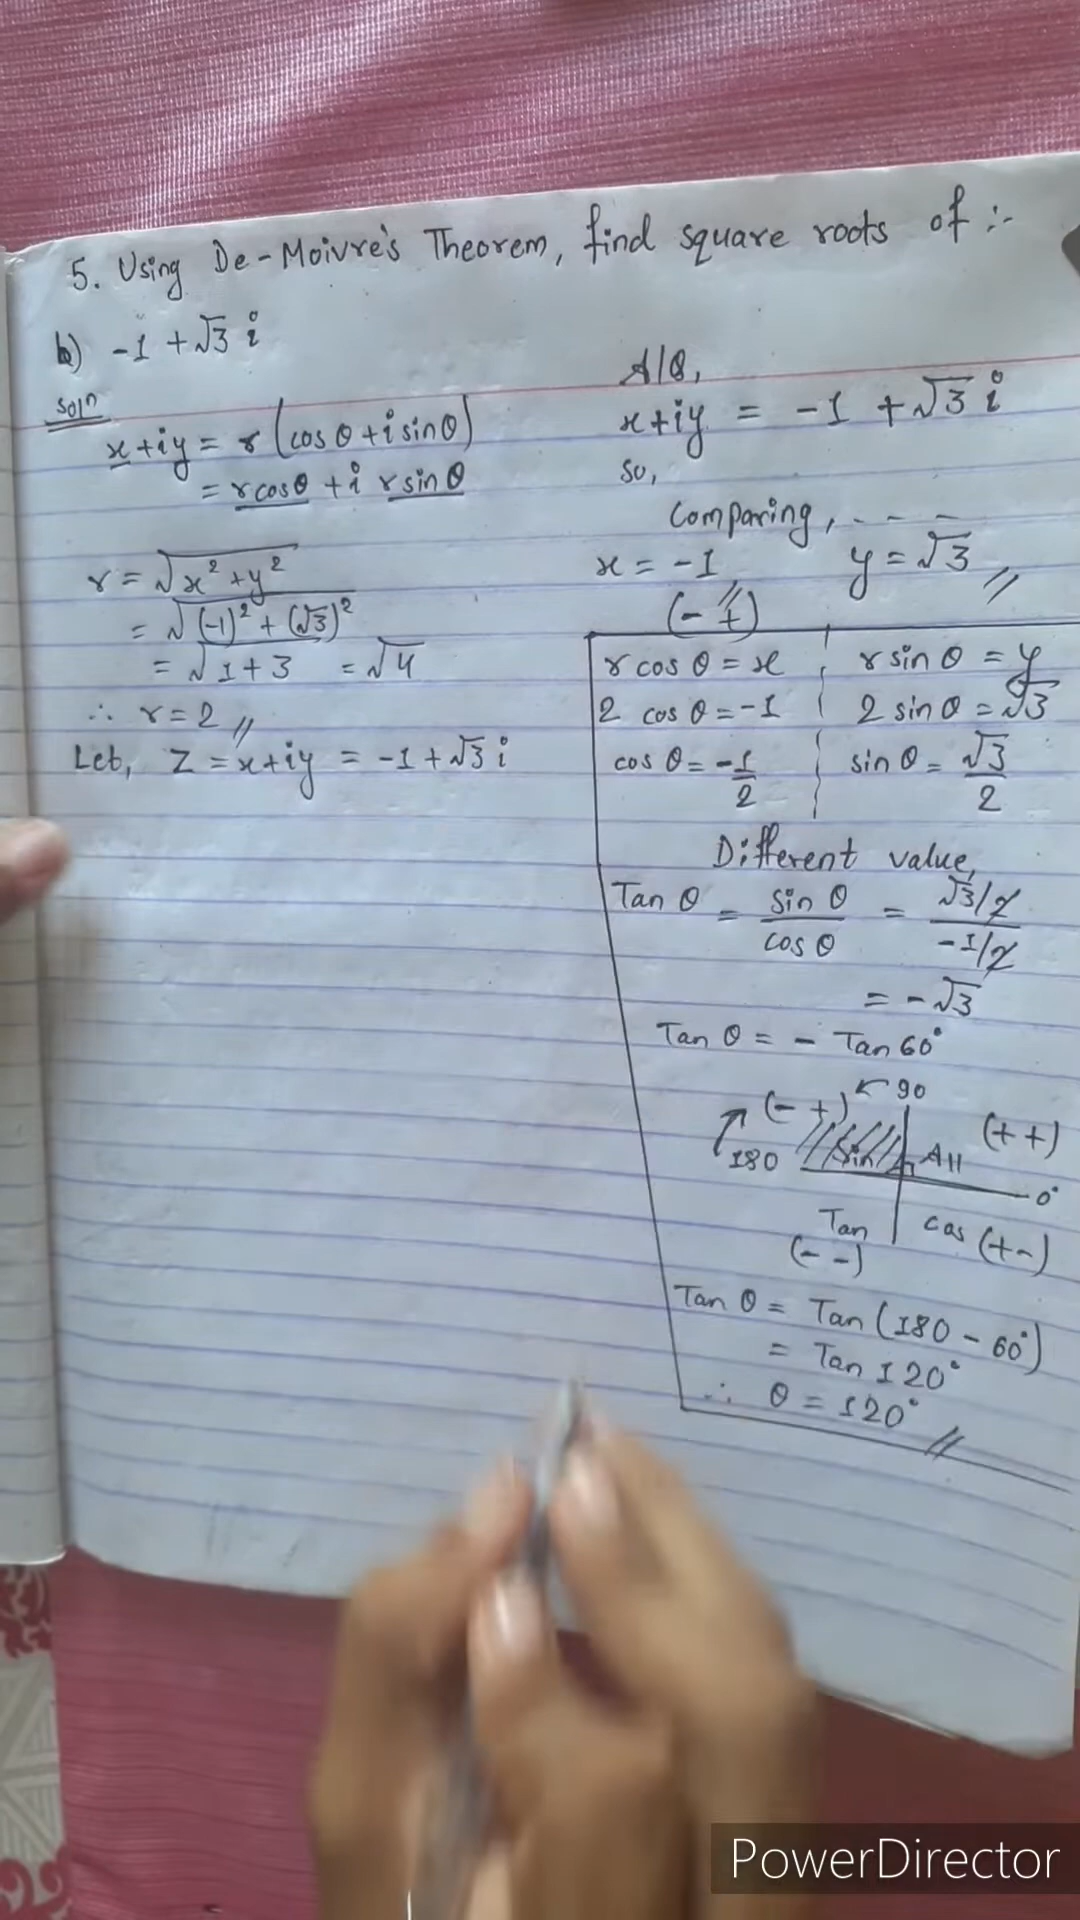 5. Using De-Moivre's Theorem, find square roots of :-
b) -1 + √3 i
Soln
x+iy = r (cos θ + i sin θ)
= r cos θ + i r sin θ
r = √x² + y²
= √(-1)² + (√3)²
= √1+3 = √4
∴ r = 2 //
Let, Z = x+iy = -1 + √3 i
A/Q,
x+iy = -1 + √3 i
so,
Comparing, - - -
x = -1 // y = √3 //
(- +)
r cos θ = x r sin θ = y
2 cos θ = -1 2 sin θ = √3
cos θ = -1/2 sin θ = √3/2
Different value,
Tan θ = sin θ/cos θ = √3/2 / -1/2
= -√3
Tan θ = - Tan 60°
(- +) ← 90 (+ +)
180 Sin All 0°
Tan cos (+ -)
(- -)
Tan θ = Tan (180 - 60°)
= Tan 120°
∴ θ = 120° //
PowerDirector